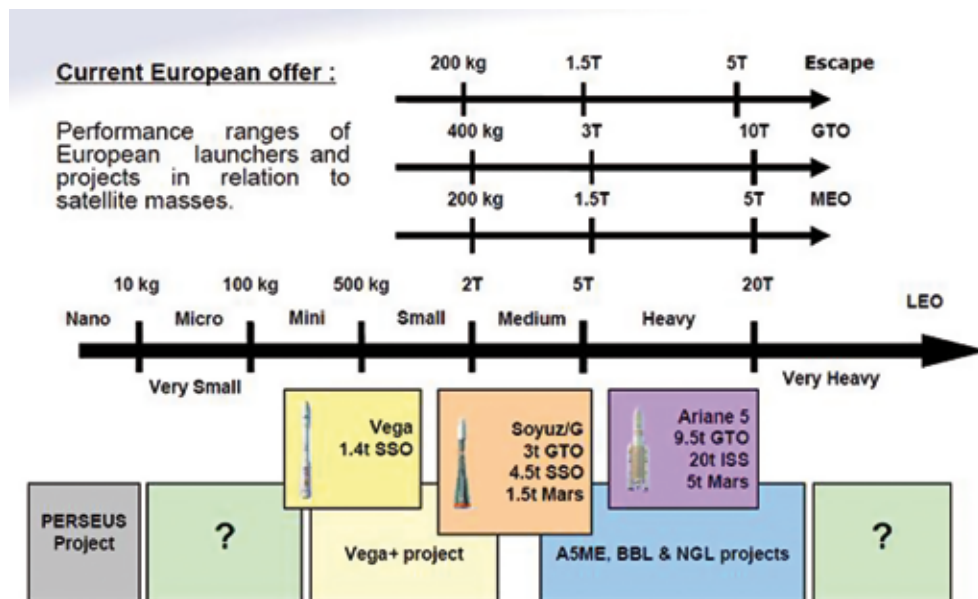 Current European offer :
Performance ranges of
European launchers and
projects in relation to
satellite masses.
200 kg 1.5T 5T Escape
400 kg 3T 10T GTO
200 kg 1.5T 5T MEO
10 kg 100 kg 500 kg 2T 5T 20T LEO
Nano Micro Mini Small Medium Heavy
Very Small Very Heavy
Vega
1.4t SSO
Soyuz/G
3t GTO
4.5t SSO
1.5t Mars
Ariane 5
9.5t GTO
20t ISS
5t Mars
PERSEUS
Project
?
Vega+ project
A5ME, BBL & NGL projects
?